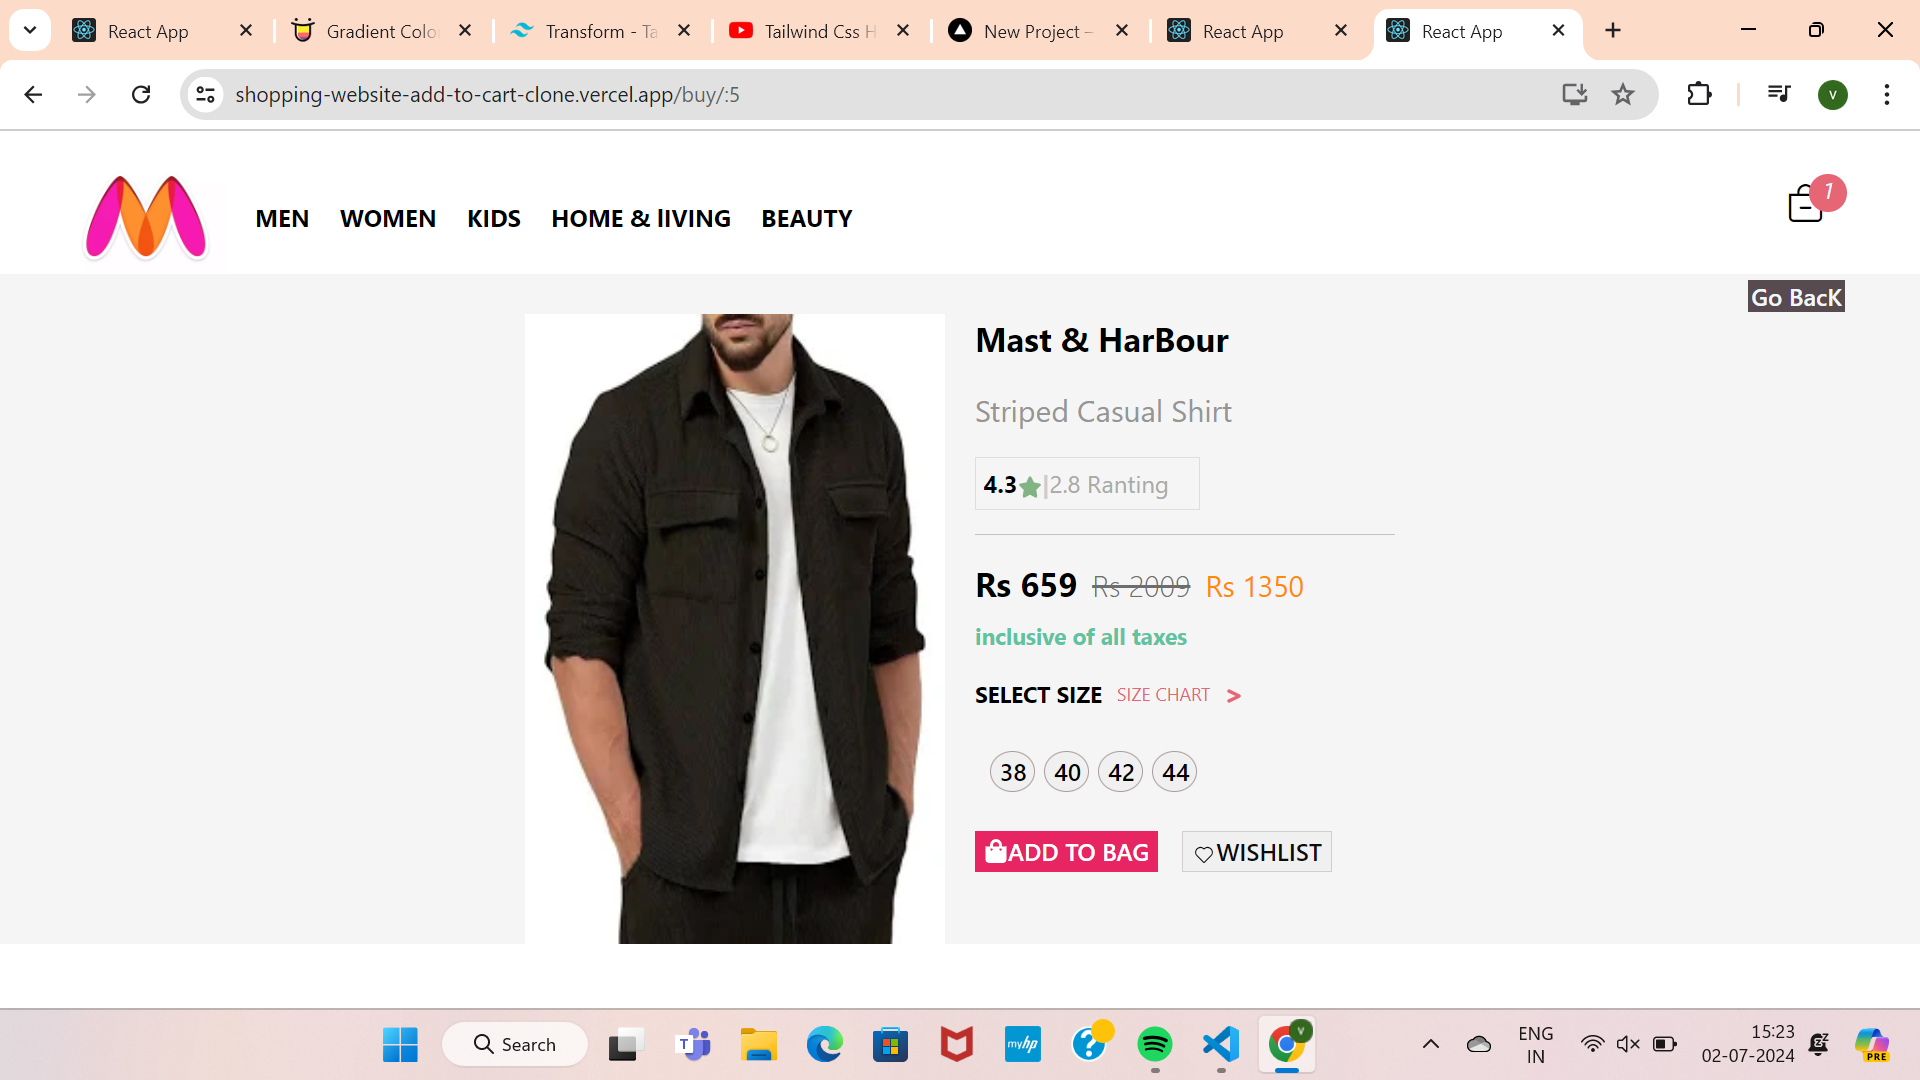 React App
Gradient Colo
Transform - Ta
Tailwind Css H
New Project –
React App
React App
shopping-website-add-to-cart-clone.vercel.app/buy/:5
V
MEN WOMEN KIDS HOME & lIVING BEAUTY
1
Go BacK
Mast & HarBour
Striped Casual Shirt
4.3 |2.8 Ranting
Rs 659 Rs 2009 Rs 1350
inclusive of all taxes
SELECT SIZE SIZE CHART >
38 40 42 44
ADD TO BAG WISHLIST
Search
T
myhp
?
V
ENG
IN
15:23
02-07-2024
PRE